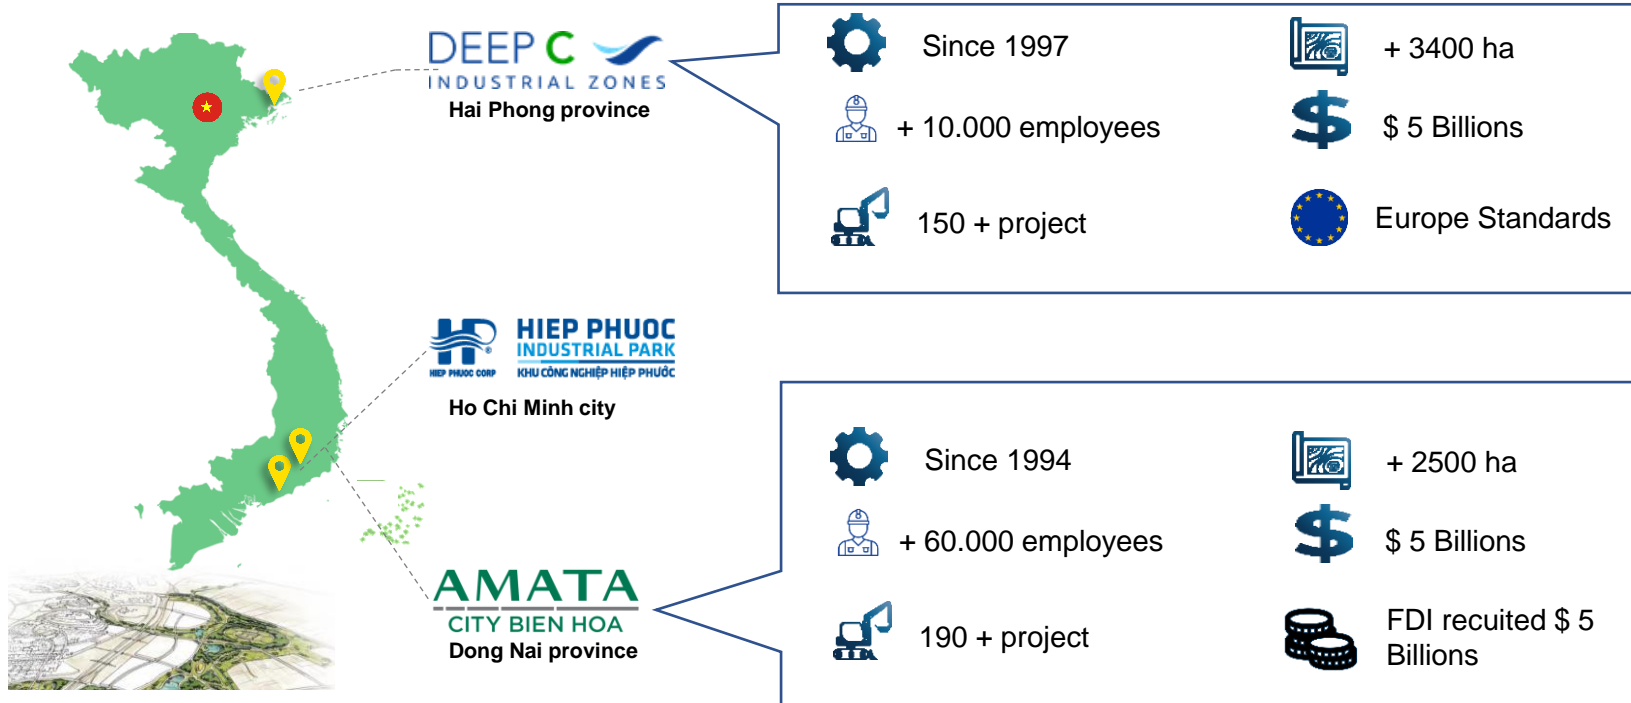 DEEP C
INDUSTRIAL ZONES
Hai Phong province
Since 1997
+ 3400 ha
+ 10.000 employees
$ 5 Billions
150 + project
Europe Standards
HP
®
HIEP PHUOC CORP
HIEP PHUOC
INDUSTRIAL PARK
KHU CÔNG NGHIỆP HIỆP PHƯỚC
Ho Chi Minh city
AMATA
CITY BIEN HOA
Dong Nai province
Since 1994
+ 2500 ha
+ 60.000 employees
$ 5 Billions
190 + project
FDI recuited $ 5
Billions